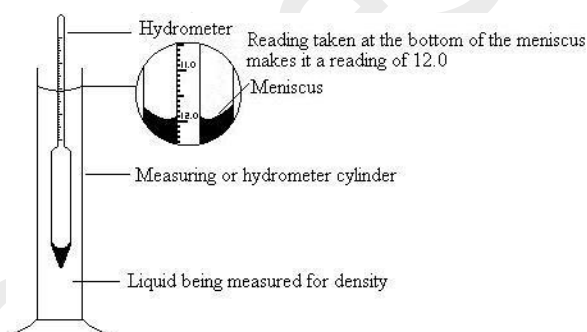 Hydrometer
Reading taken at the bottom of the meniscus
makes it a reading of 12.0
11.0
Meniscus
12.0
Measuring or hydrometer cylinder
Liquid being measured for density